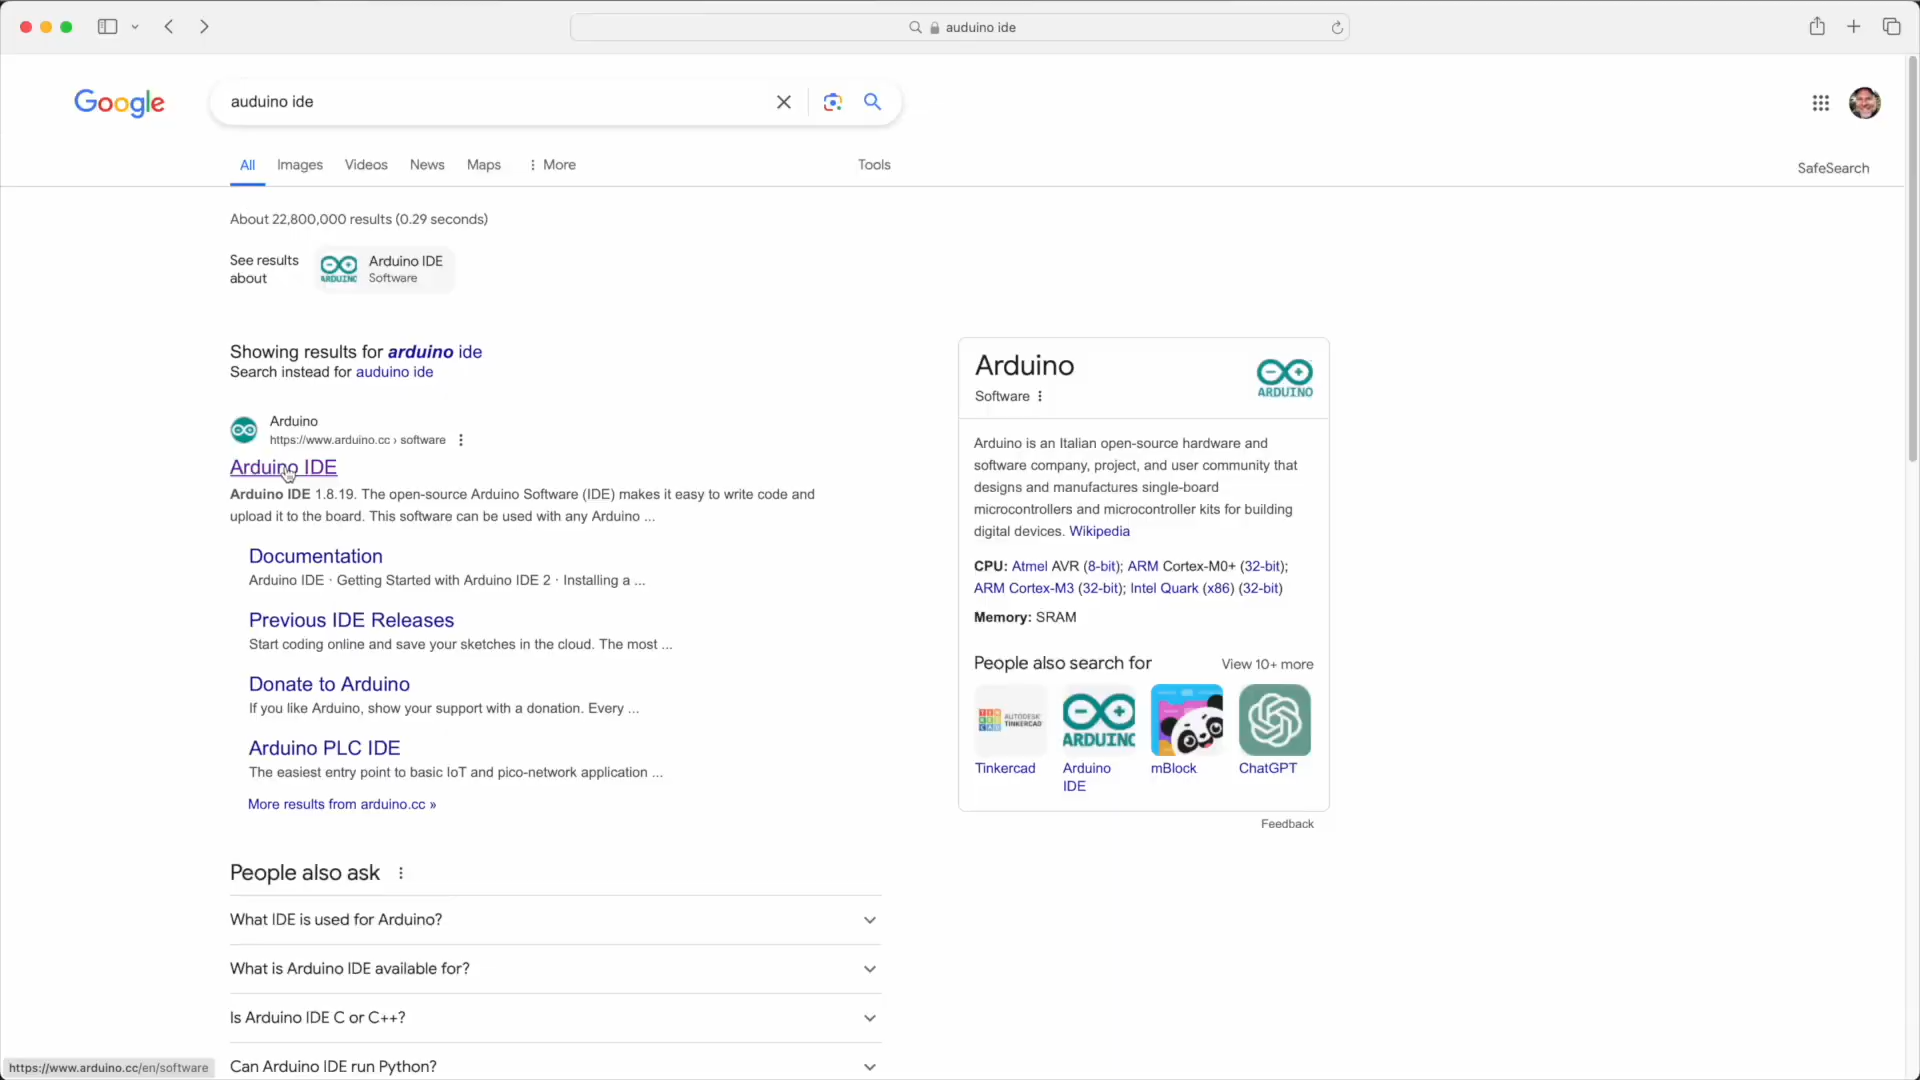 auduino ide
Google
auduino ide
All
Images
Videos
News
Maps
More
Tools
SafeSearch
About 22,800,000 results (0.29 seconds)
See results
about
ARDUINO
Arduino IDE
Software
Showing results for arduino ide
Search instead for auduino ide
Arduino
https://www.arduino.cc › software
Arduino IDE
Arduino IDE 1.8.19. The open-source Arduino Software (IDE) makes it easy to write code and
upload it to the board. This software can be used with any Arduino ...
Documentation
Arduino IDE · Getting Started with Arduino IDE 2 · Installing a ...
Previous IDE Releases
Start coding online and save your sketches in the cloud. The most ...
Donate to Arduino
If you like Arduino, show your support with a donation. Every ...
Arduino PLC IDE
The easiest entry point to basic IoT and pico-network application ...
More results from arduino.cc »
People also ask
What IDE is used for Arduino?
What is Arduino IDE available for?
Is Arduino IDE C or C++?
Can Arduino IDE run Python?
Arduino
Software
ARDUINO
Arduino is an Italian open-source hardware and
software company, project, and user community that
designs and manufactures single-board
microcontrollers and microcontroller kits for building
digital devices. Wikipedia
CPU: Atmel AVR (8-bit); ARM Cortex-M0+ (32-bit);
ARM Cortex-M3 (32-bit); Intel Quark (x86) (32-bit)
Memory: SRAM
People also search for
View 10+ more
AUTODESK
TINKERCAD
ARDUINO
Tinkercad
Arduino
IDE
mBlock
ChatGPT
Feedback
https://www.arduino.cc/en/software